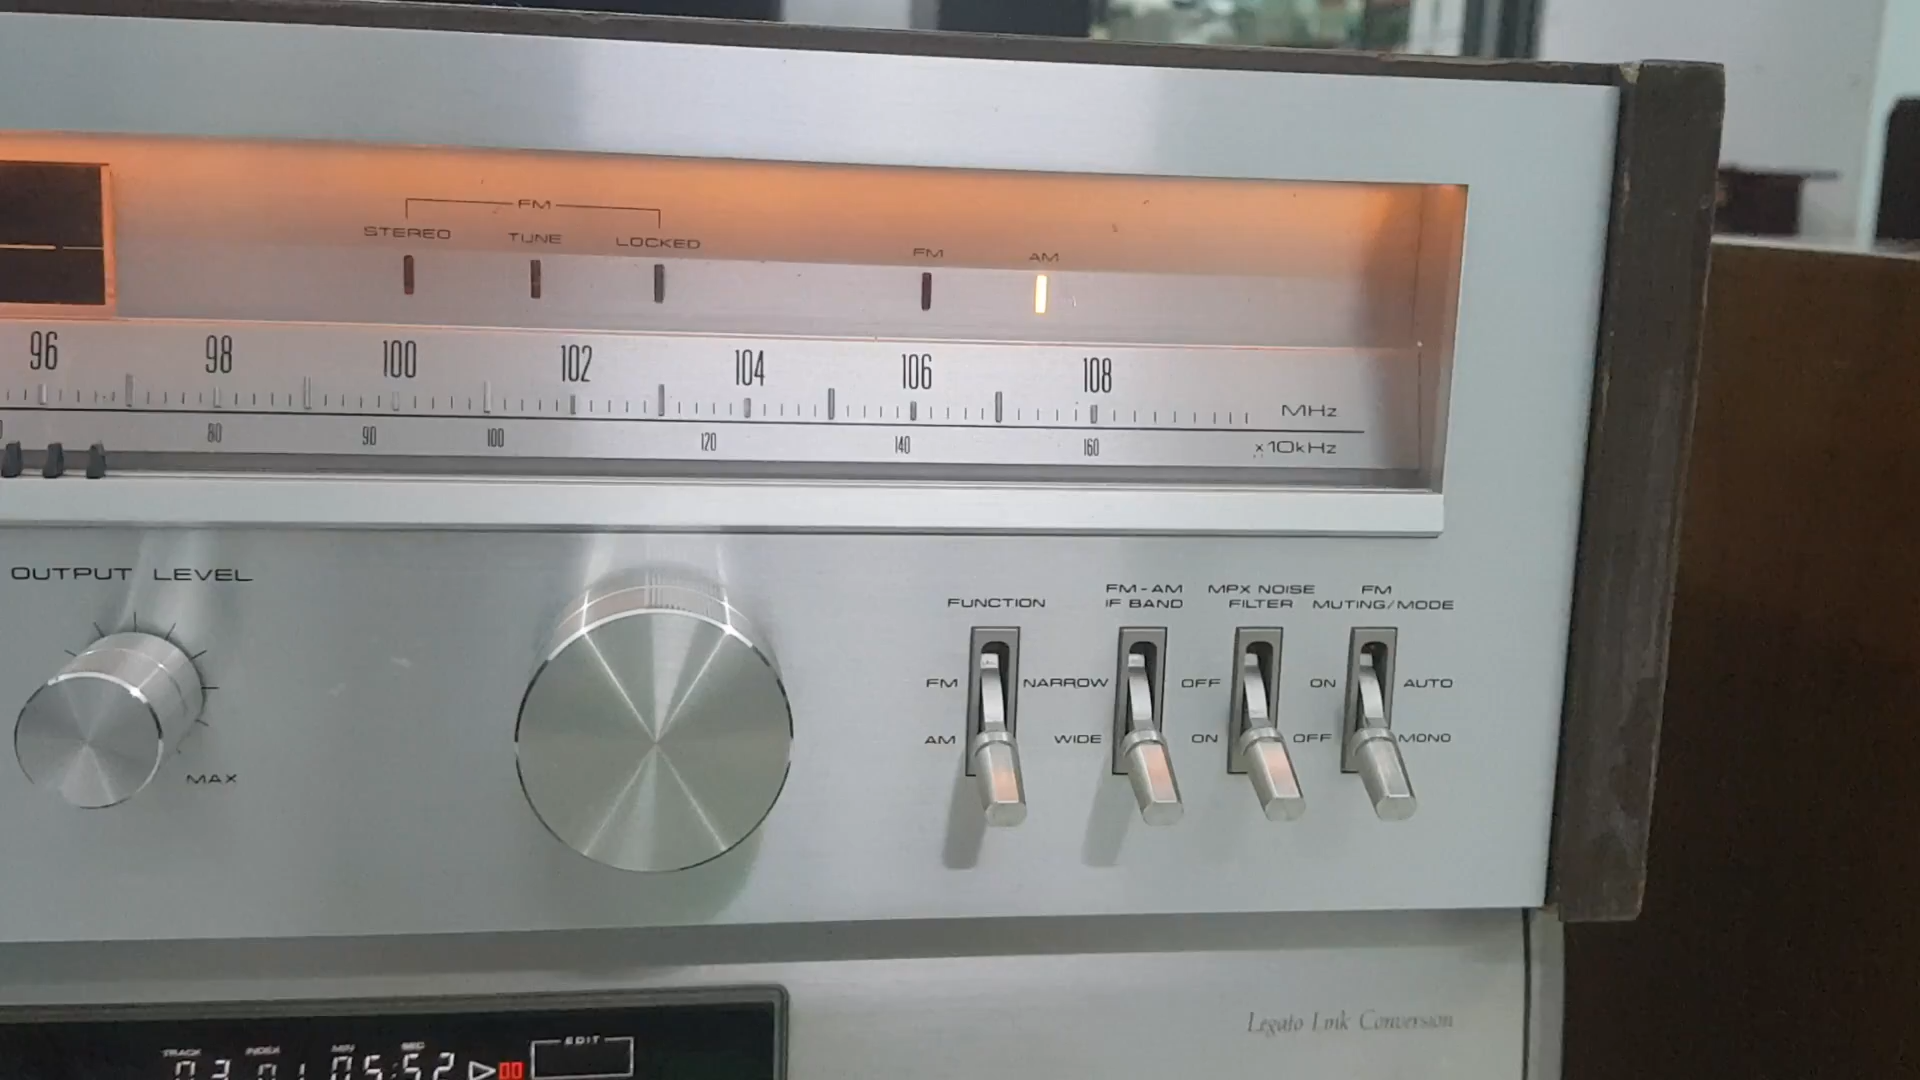 FM
STEREO TUNE LOCKED FM AM
96 98 100 102 104 106 108 MHz
80 90 100 120 140 160 x10kHz
OUTPUT LEVEL
MAX
FUNCTION
FM
AM
FM-AM
IF BAND
NARROW
WIDE
MPX NOISE
FILTER
OFF
ON
FM
MUTING/MODE
ON AUTO
OFF MONO
Legato Link Conversion
TRACK INDEX MIN SEC EDIT
03 01 05:52